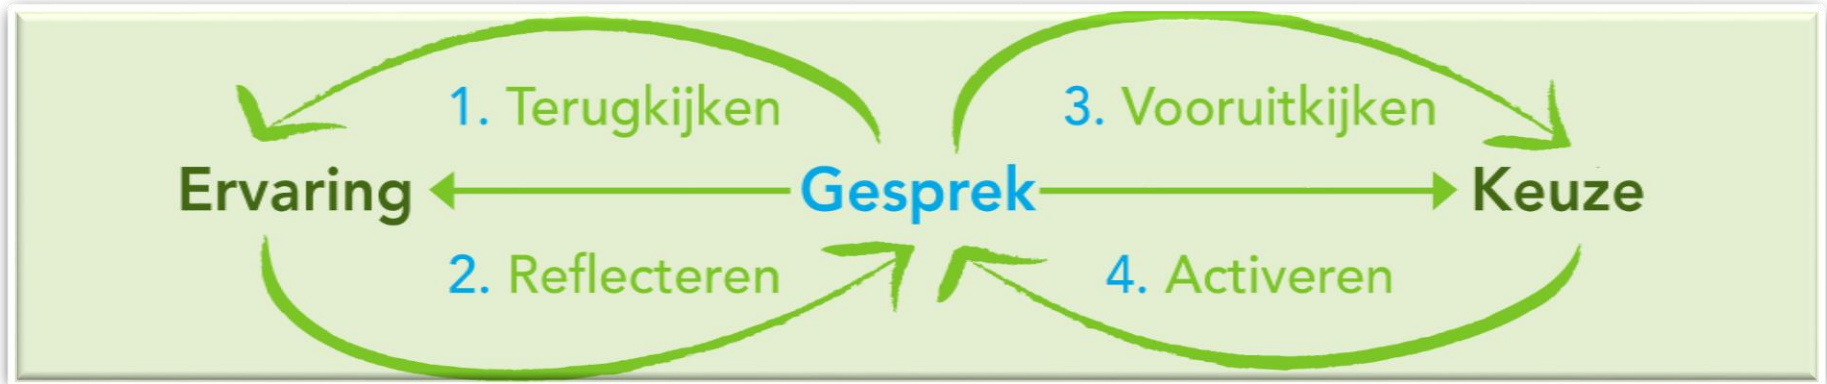 1. Terugkijken
3. Vooruitkijken
Ervaring
Gesprek
Keuze
2. Reflecteren
4. Activeren